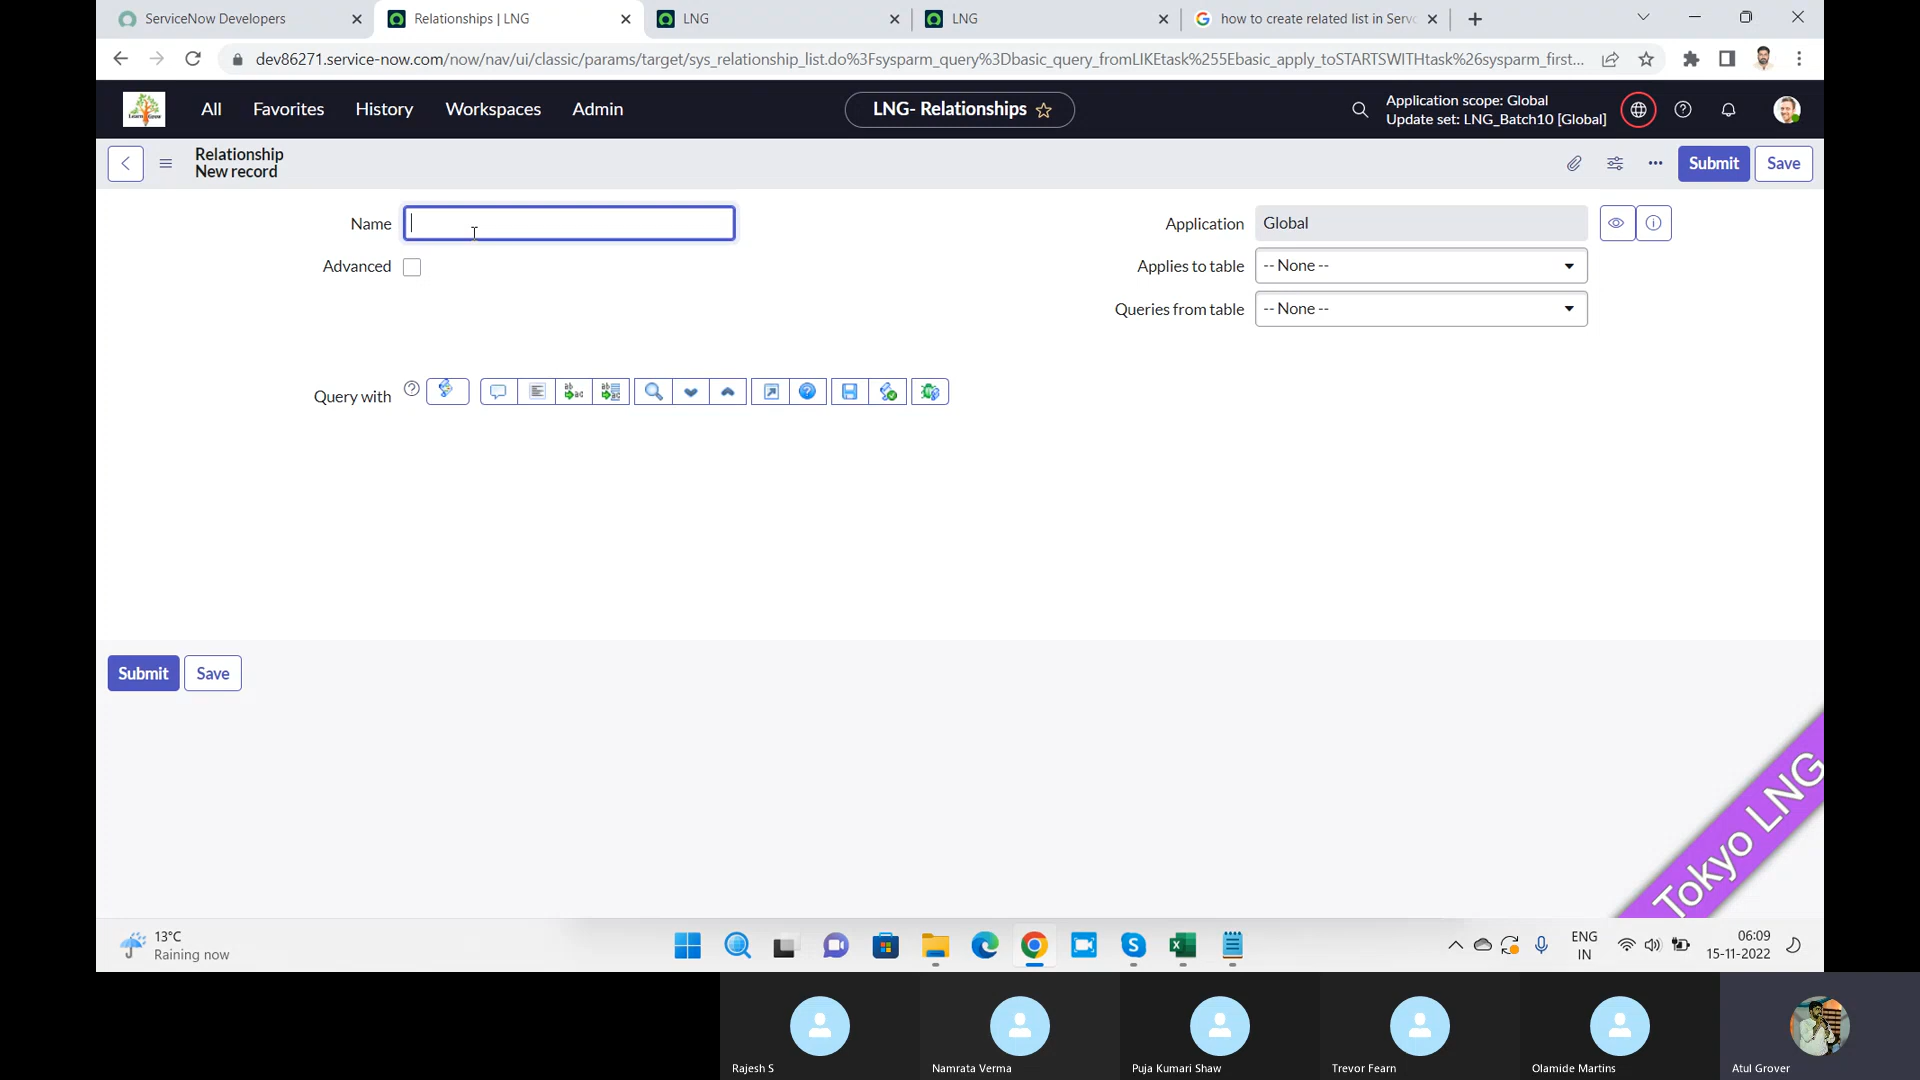 ServiceNow Developers
Relationships | LNG
LNG
LNG
how to create related list in Servc
dev86271.service-now.com/now/nav/ui/classic/params/target/sys_relationship_list.do%3Fsysparm_query%3Dbasic_query_fromLIKEtask%255Ebasic_apply_toSTARTSWITHtask%26sysparm_first...
All
Favorites
History
Workspaces
Admin
LNG- Relationships
Application scope: Global
Update set: LNG_Batch10 [Global]
Relationship
New record
Submit
Save
Name
Application
Global
Advanced
Applies to table
-- None --
Queries from table
-- None --
Query with
Submit
Save
Tokyo LNG
13°C
Raining now
ENG
IN
06:09
15-11-2022
Rajesh S
Namrata Verma
Puja Kumari Shaw
Trevor Fearn
Olamide Martins
Atul Grover